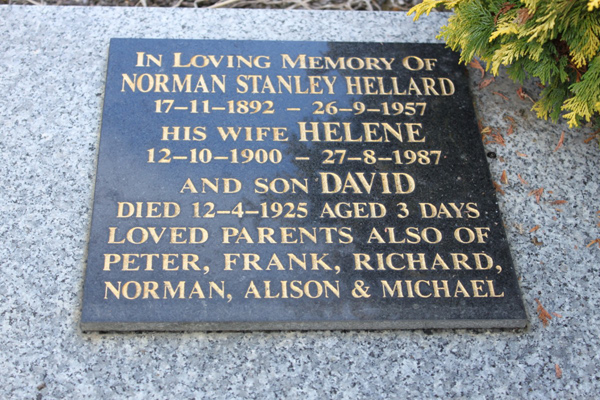 IN LOVING MEMORY OF
NORMAN STANLEY HELLARD
17–11–1892 – 26–9–1957
HIS WIFE HELENE
12–10–1900 – 27–8–1987
AND SON DAVID
DIED 12–4–1925 AGED 3 DAYS
LOVED PARENTS ALSO OF
PETER, FRANK, RICHARD,
NORMAN, ALISON & MICHAEL